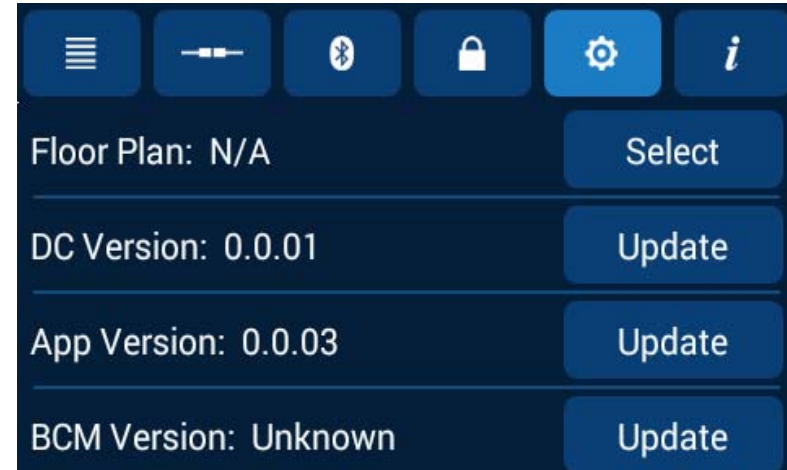 i
Floor Plan: N/A Select
DC Version: 0.0.01 Update
App Version: 0.0.03 Update
BCM Version: Unknown Update